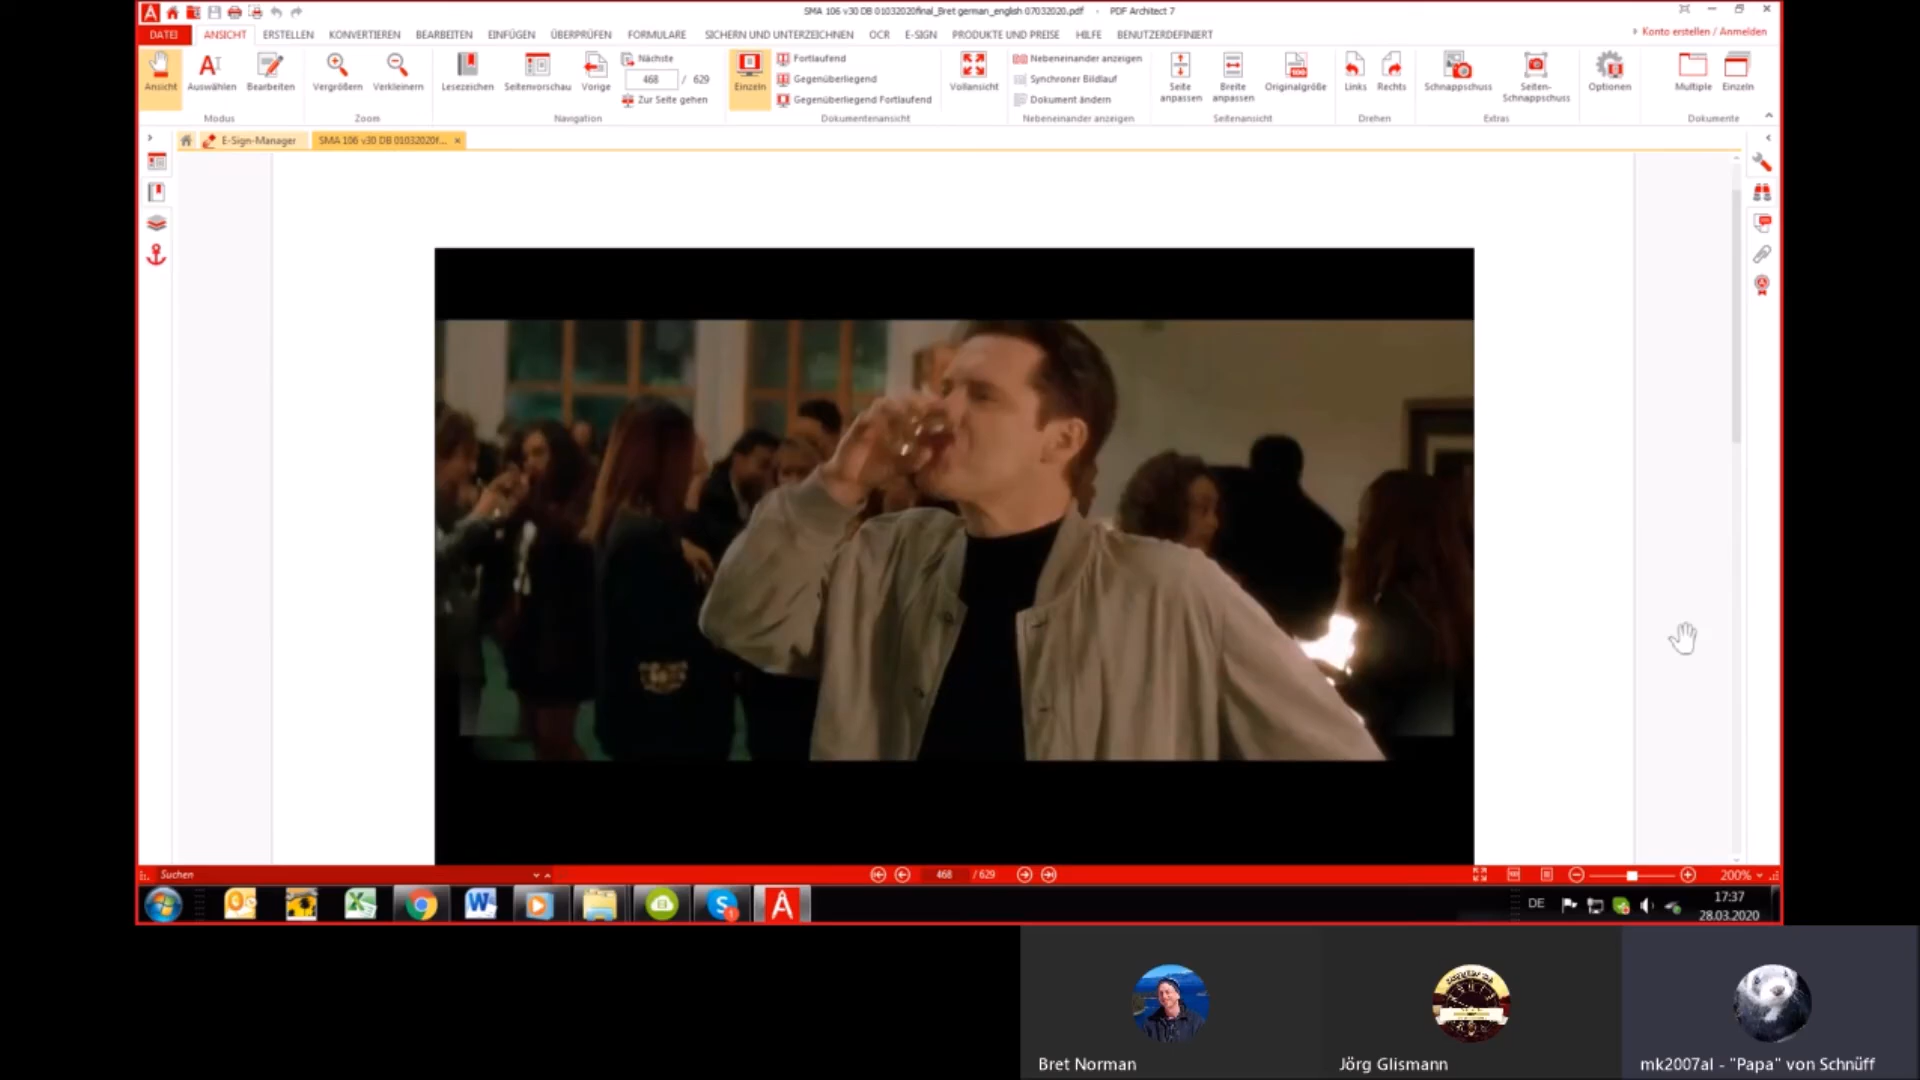 SMA 106 v30 DB 01032020final_Bret german_english 07032020.pdf - PDF Architect 7
DATEI ANSICHT ERSTELLEN KONVERTIEREN BEARBEITEN EINFÜGEN ÜBERPRÜFEN FORMULARE SICHERN UND UNTERZEICHNEN OCR E-SIGN PRODUKTE UND PREISE HILFE BENUTZERDEFINIERT Konto erstellen / Anmelden
Nächste Fortlaufend Nebeneinander anzeigen
468 / 629 Gegenüberliegend Synchroner Bildlauf
Ansicht Auswählen Bearbeiten Vergrößern Verkleinern Lesezeichen Seitenvorschau Vorige Einzeln Vollansicht Seite anpassen Breite anpassen Originalgröße Links Rechts Schnappschuss Seiten-Schnappschuss Optionen Multiple Einzeln
Zur Seite gehen Gegenüberliegend Fortlaufend Dokument ändern
Modus Zoom Navigation Dokumentenansicht Nebeneinander anzeigen Seitenansicht Drehen Extras Dokumente
E-Sign-Manager SMA 106 v30 DB 01032020f... ×
Suchen 468 / 629 200%
DE 17:37
28.03.2020
Bret Norman Jörg Glismann mk2007al - "Papa" von Schnüff